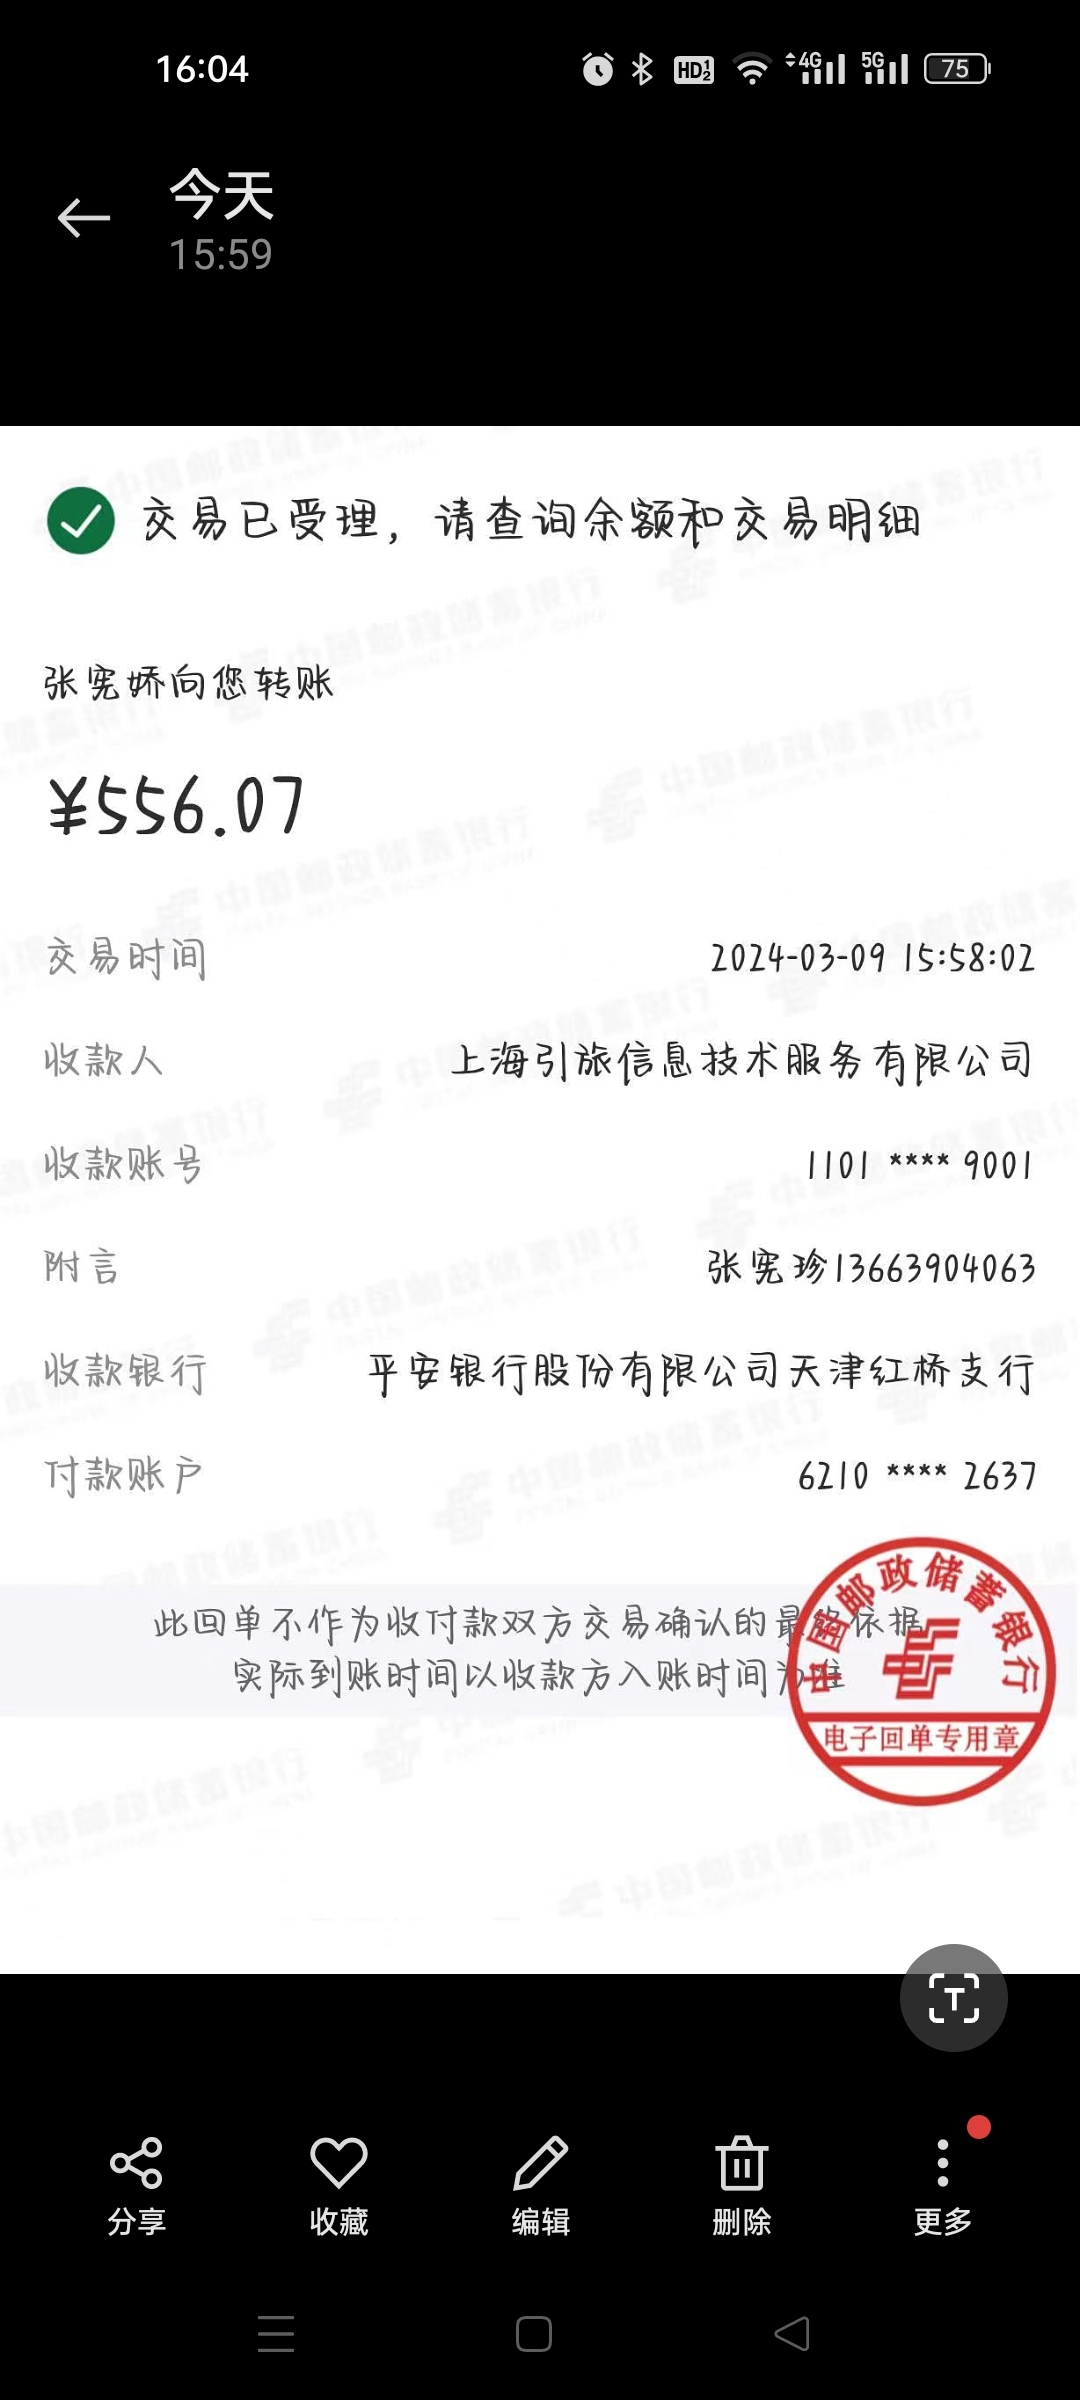 16:04
HD 1 2 4G 5G 75
今天
15:59
交易已受理，请查询余额和交易明细
张宪娇向您转账
¥556.07
交易时间 2024-03-09 15:58:02
收款人 上海引旅信息技术服务有限公司
收款账号 1101 **** 9001
附言 张宪珍13663904063
收款银行 平安银行股份有限公司天津红桥支行
付款账户 6210 **** 2637
此回单不作为收付款双方交易确认的最终依据
实际到账时间以收款方入账时间为准
中国邮政储蓄银行
电子回单专用章
T
分享 收藏 编辑 删除 更多